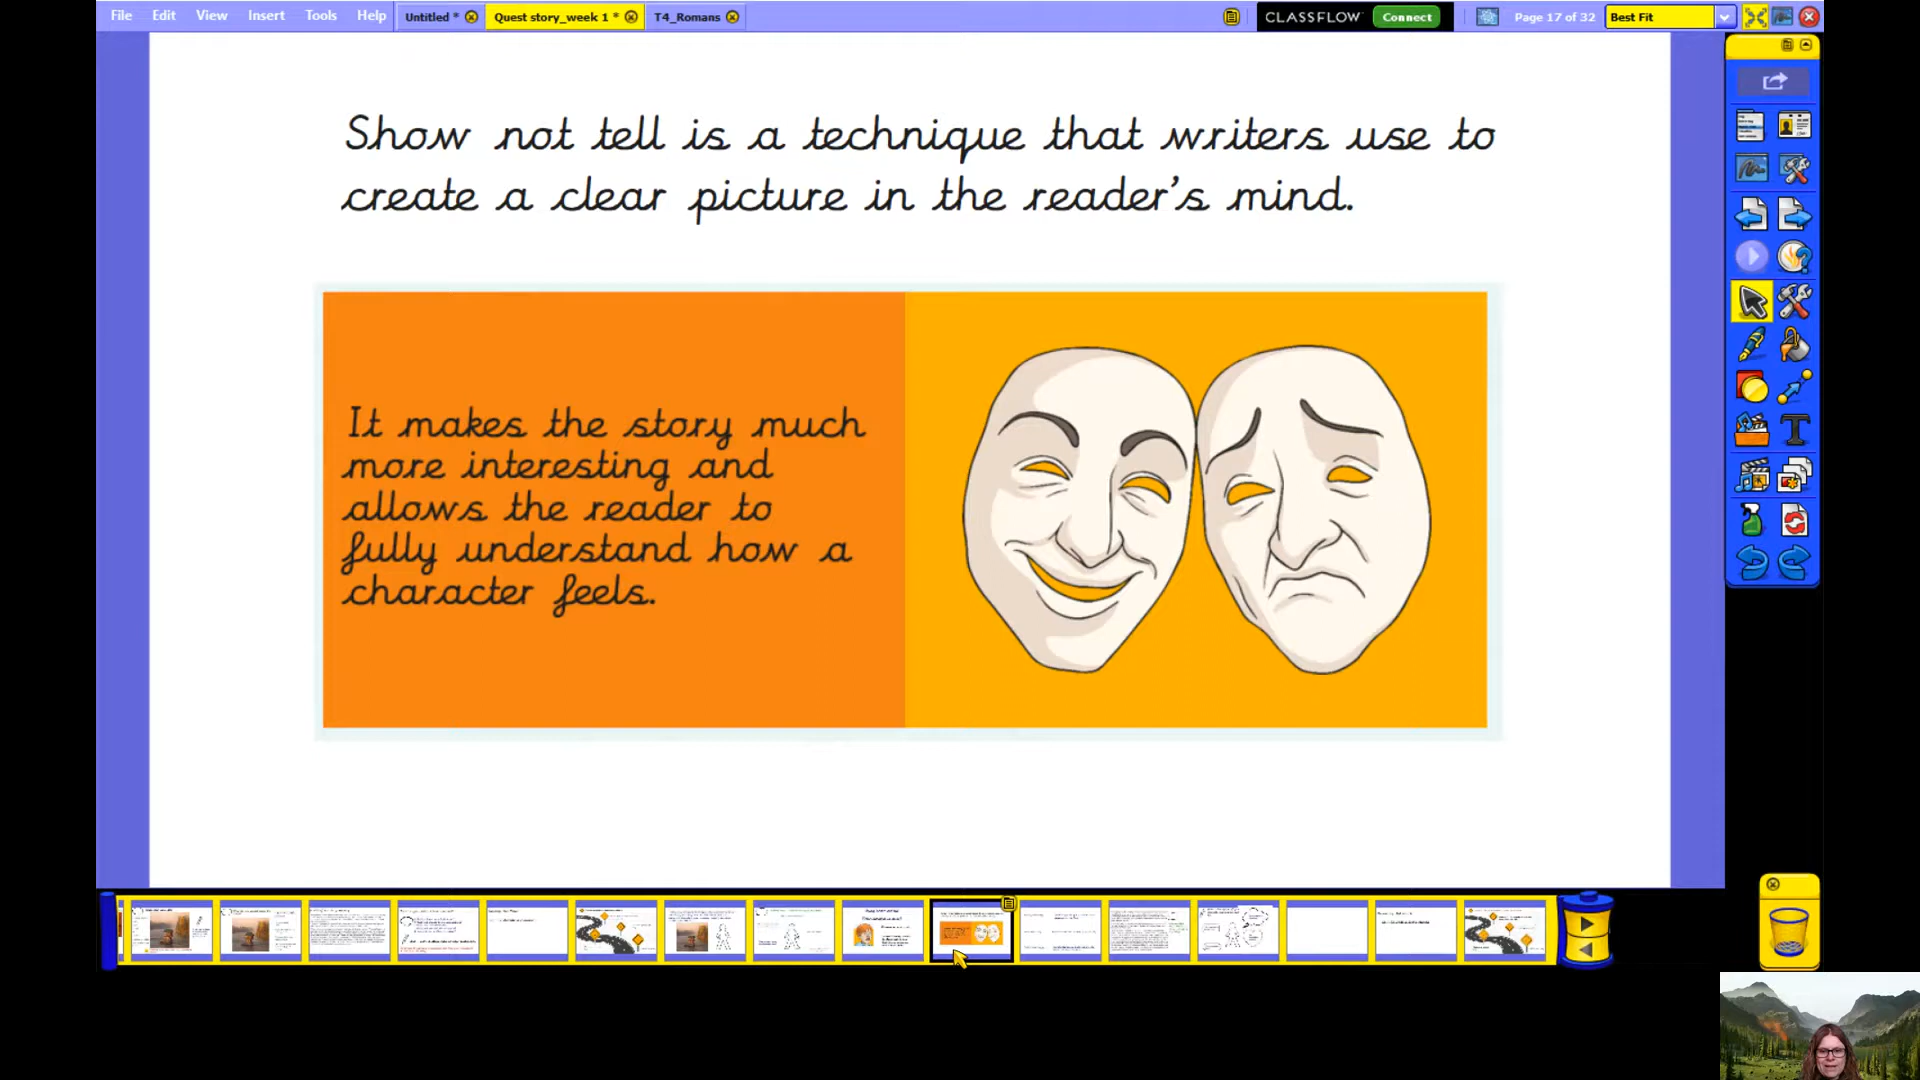 File Edit View Insert Tools Help Untitled * Quest story_week 1 * T4_Romans CLASSFLOW Connect Page 17 of 32 Best Fit
Show not tell is a technique that writers use to
create a clear picture in the reader's mind.
It makes the story much
more interesting and
allows the reader to
fully understand how a
character feels.